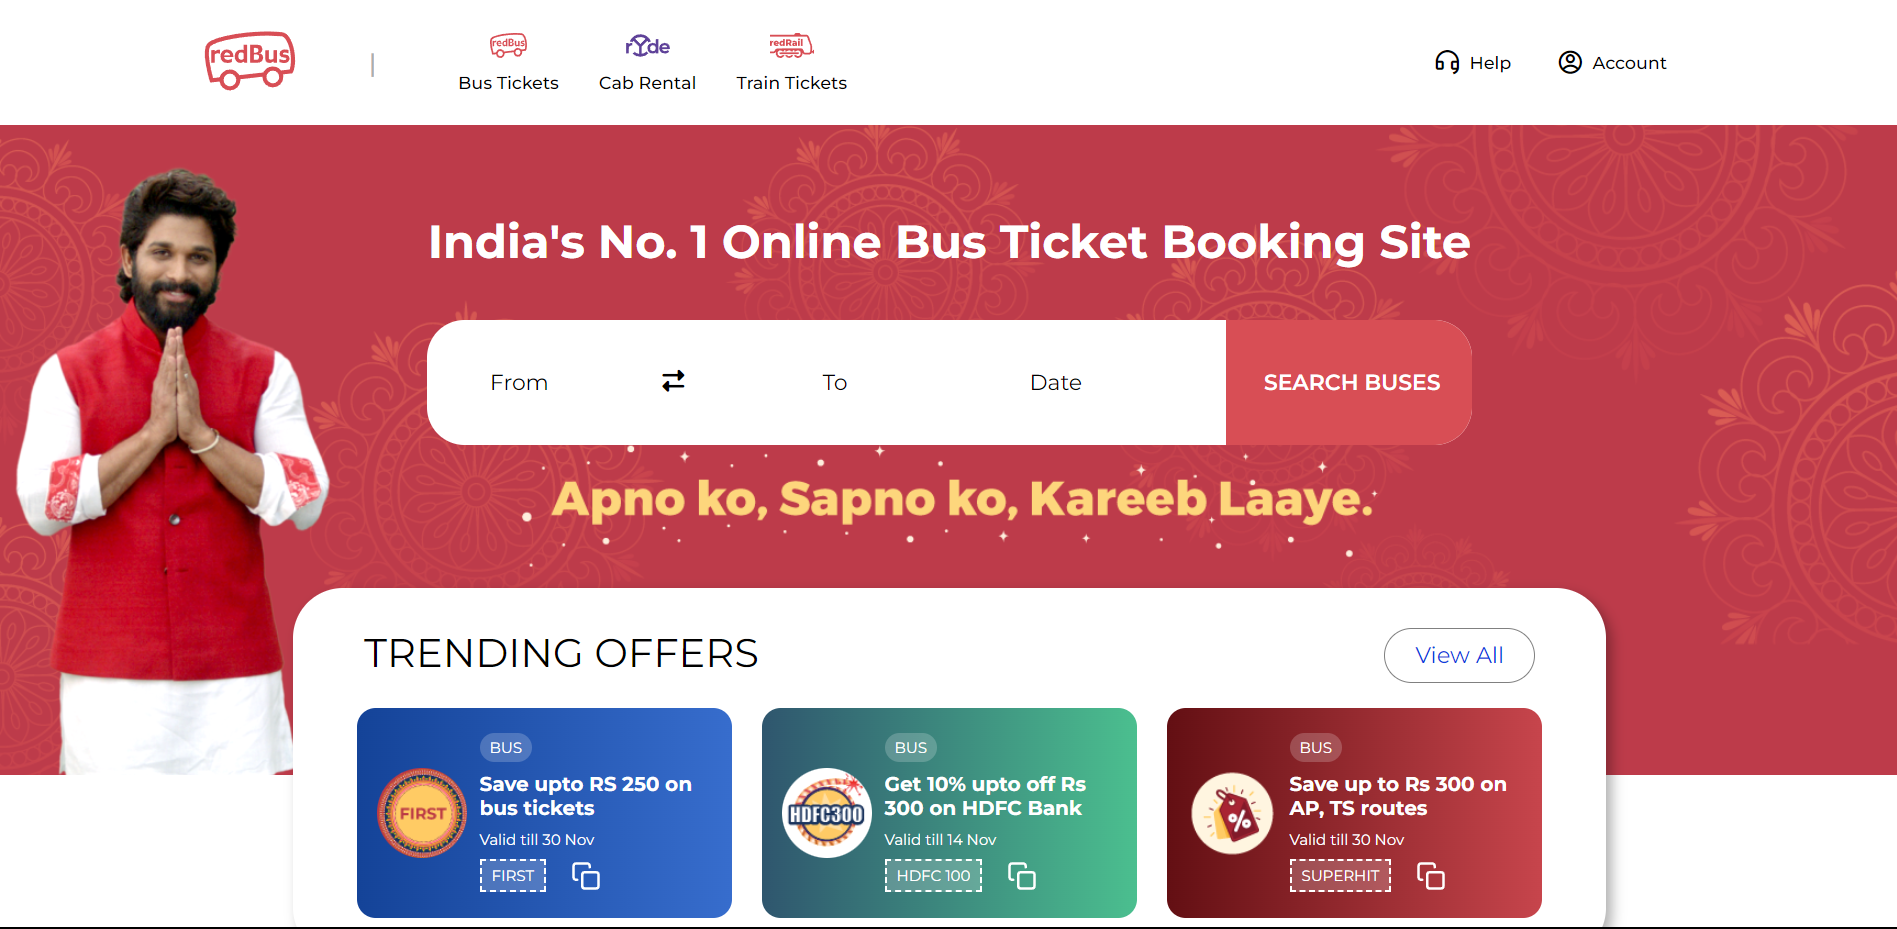 redBus
|
redBus
rYde
redRail
Bus Tickets
Cab Rental
Train Tickets
Help
Account
India's No. 1 Online Bus Ticket Booking Site
From
To
Date
SEARCH BUSES
Apno ko, Sapno ko, Kareeb Laaye.
TRENDING OFFERS
View All
BUS
FIRST
Save upto RS 250 on
bus tickets
Valid till 30 Nov
FIRST
BUS
HDFC300
Get 10% upto off Rs
300 on HDFC Bank
Valid till 14 Nov
HDFC 100
BUS
%
Save up to Rs 300 on
AP, TS routes
Valid till 30 Nov
SUPERHIT